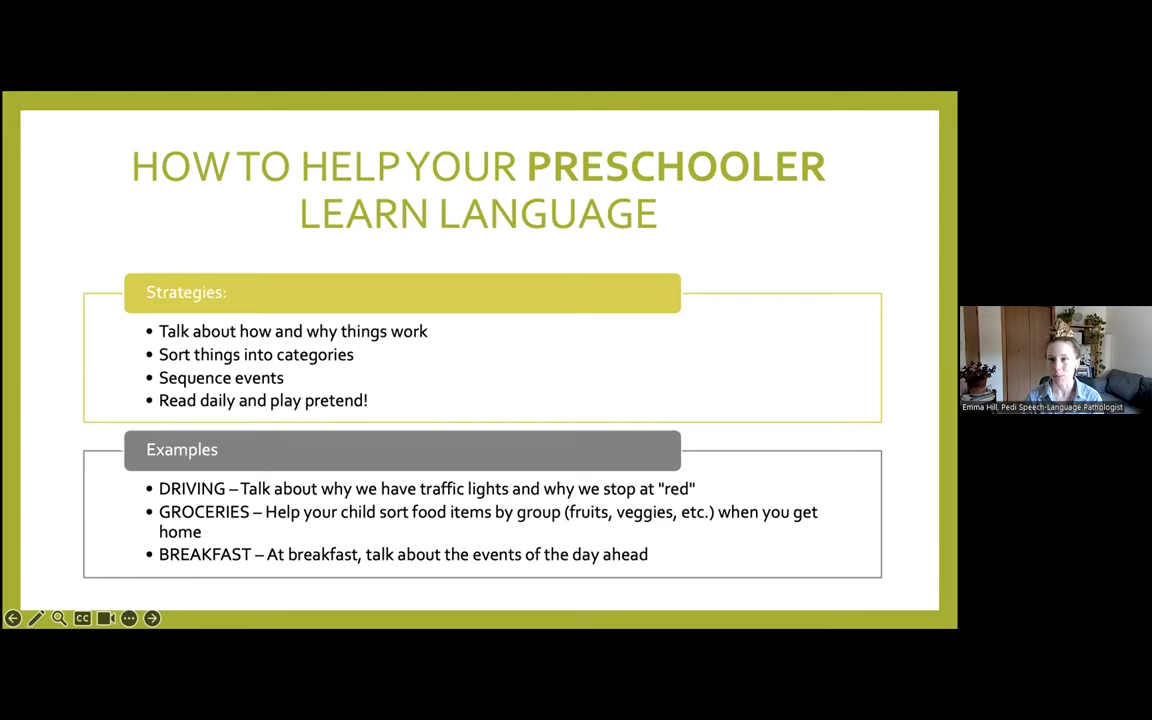 HOW TO HELP YOUR PRESCHOOLER
LEARN LANGUAGE
Strategies:
• Talk about how and why things work
• Sort things into categories
• Sequence events
• Read daily and play pretend!
Examples
• DRIVING – Talk about why we have traffic lights and why we stop at "red"
• GROCERIES – Help your child sort food items by group (fruits, veggies, etc.) when you get
home
• BREAKFAST – At breakfast, talk about the events of the day ahead
CC
Emma Hill, Pedi Speech-Language Pathologist